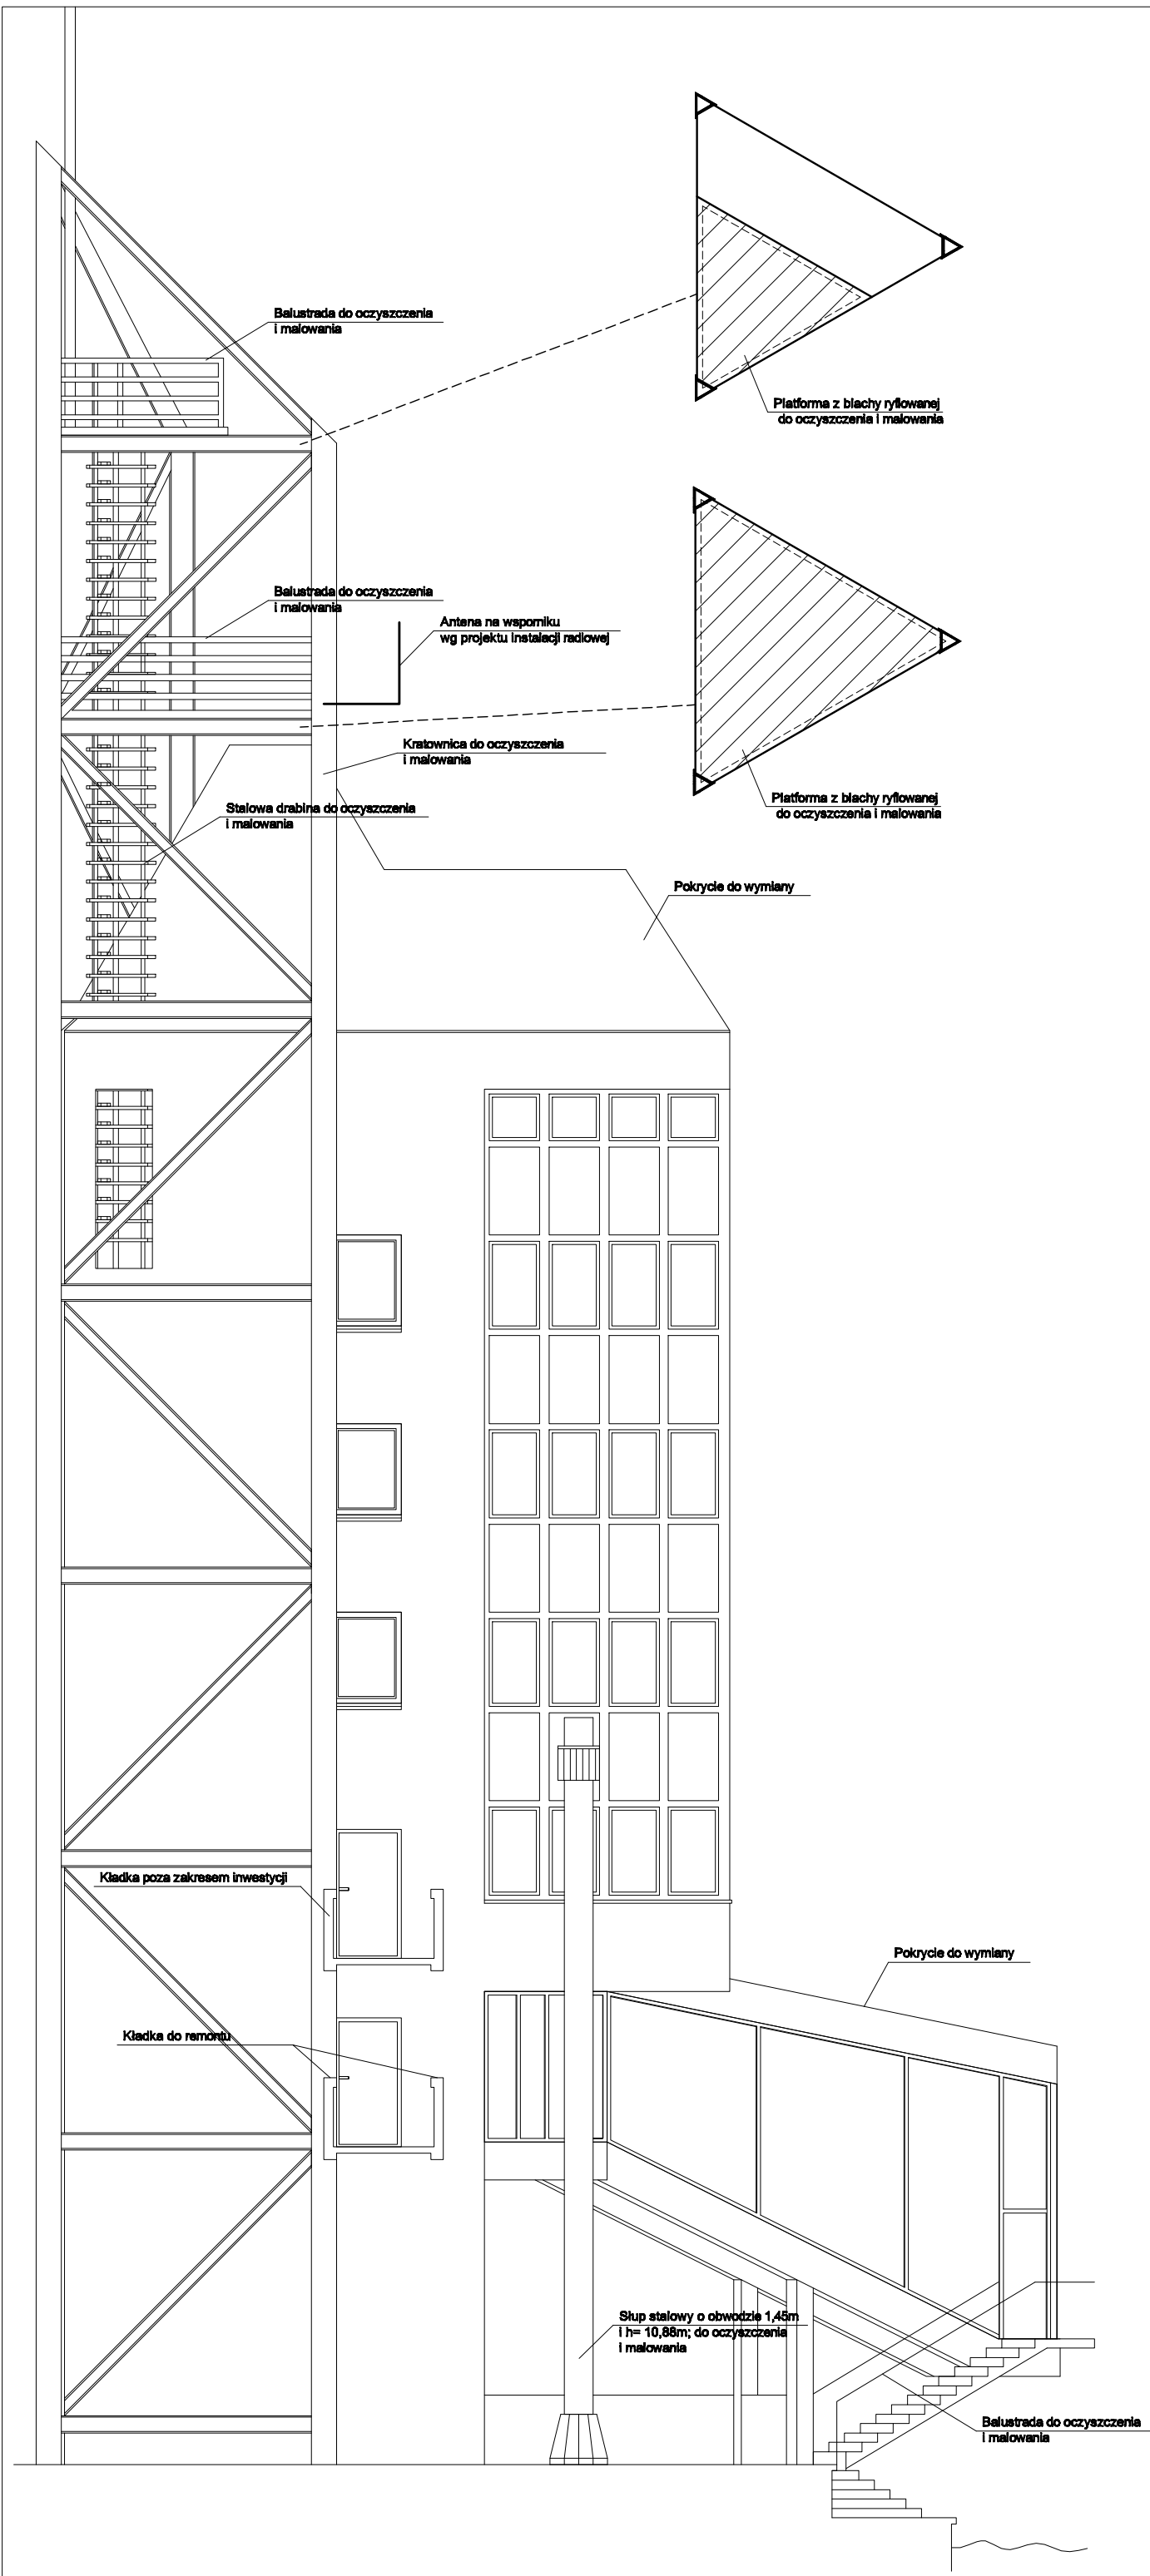 Balustrada do oczyszczenia
i malowania
Platforma z blachy ryflowanej
do oczyszczenia i malowania
Balustrada do oczyszczenia
i malowania
Antena na wsporniku
wg projektu instalacji radiowej
Kratownica do oczyszczenia
i malowania
Platforma z blachy ryflowanej
do oczyszczenia i malowania
Stalowa drabina do oczyszczenia
i malowania
Pokrycie do wymiany
Kładka poza zakresem inwestycji
Pokrycie do wymiany
Kładka do remontu
Słup stalowy o obwodzie 1,45m
i h= 10,88m; do oczyszczenia
i malowania
Balustrada do oczyszczenia
i malowania